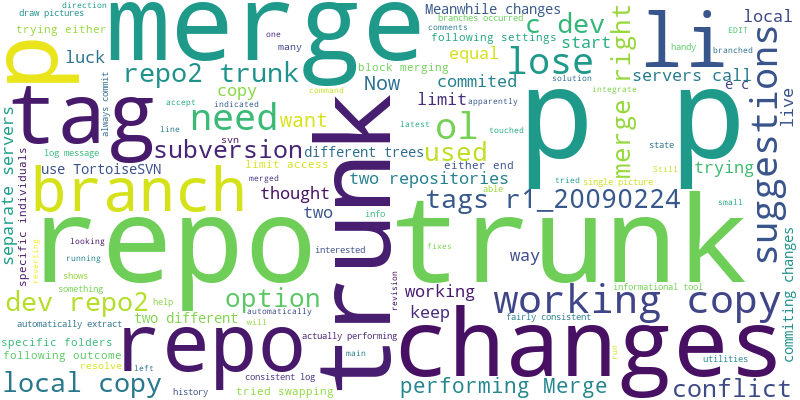 direction
draw pictures
trying either
merge
Meanwhile changes
branches occurred
following settings
comments
c dev
start
merge right
li
local
EDIT
handy
branched
one
many
luck
p
repo2 trunk
copy
always commit
tag
need
want
block merging
Now
equal
commited
limit
lose
p p
servers call
e c
solution
apparently
integrate
suggestions
live
accept
indicated
command
line
svn
log message
subversion
different trees
limit access
ol
used
latest
touched
either end
trying
state
Still
single picture
tried
separate servers
specific individuals
use TortoiseSVN
merged
branch
thought
two repositories
able
tags r1_20090224
info
small
two
trunk
repo trunk
reverting
looking
running
shows
something
interested
fixes
way
commiting changes
dev repo2
option
help
revision
working
keep
informational tool
working copy
fairly consistent
automatically extract
two different
automatically
will
actually performing
specific folders
following outcome
resolve
left
repo
main
changes
run
utilities
local copy
history
consistent log
tried swapping
performing Merge
conflict